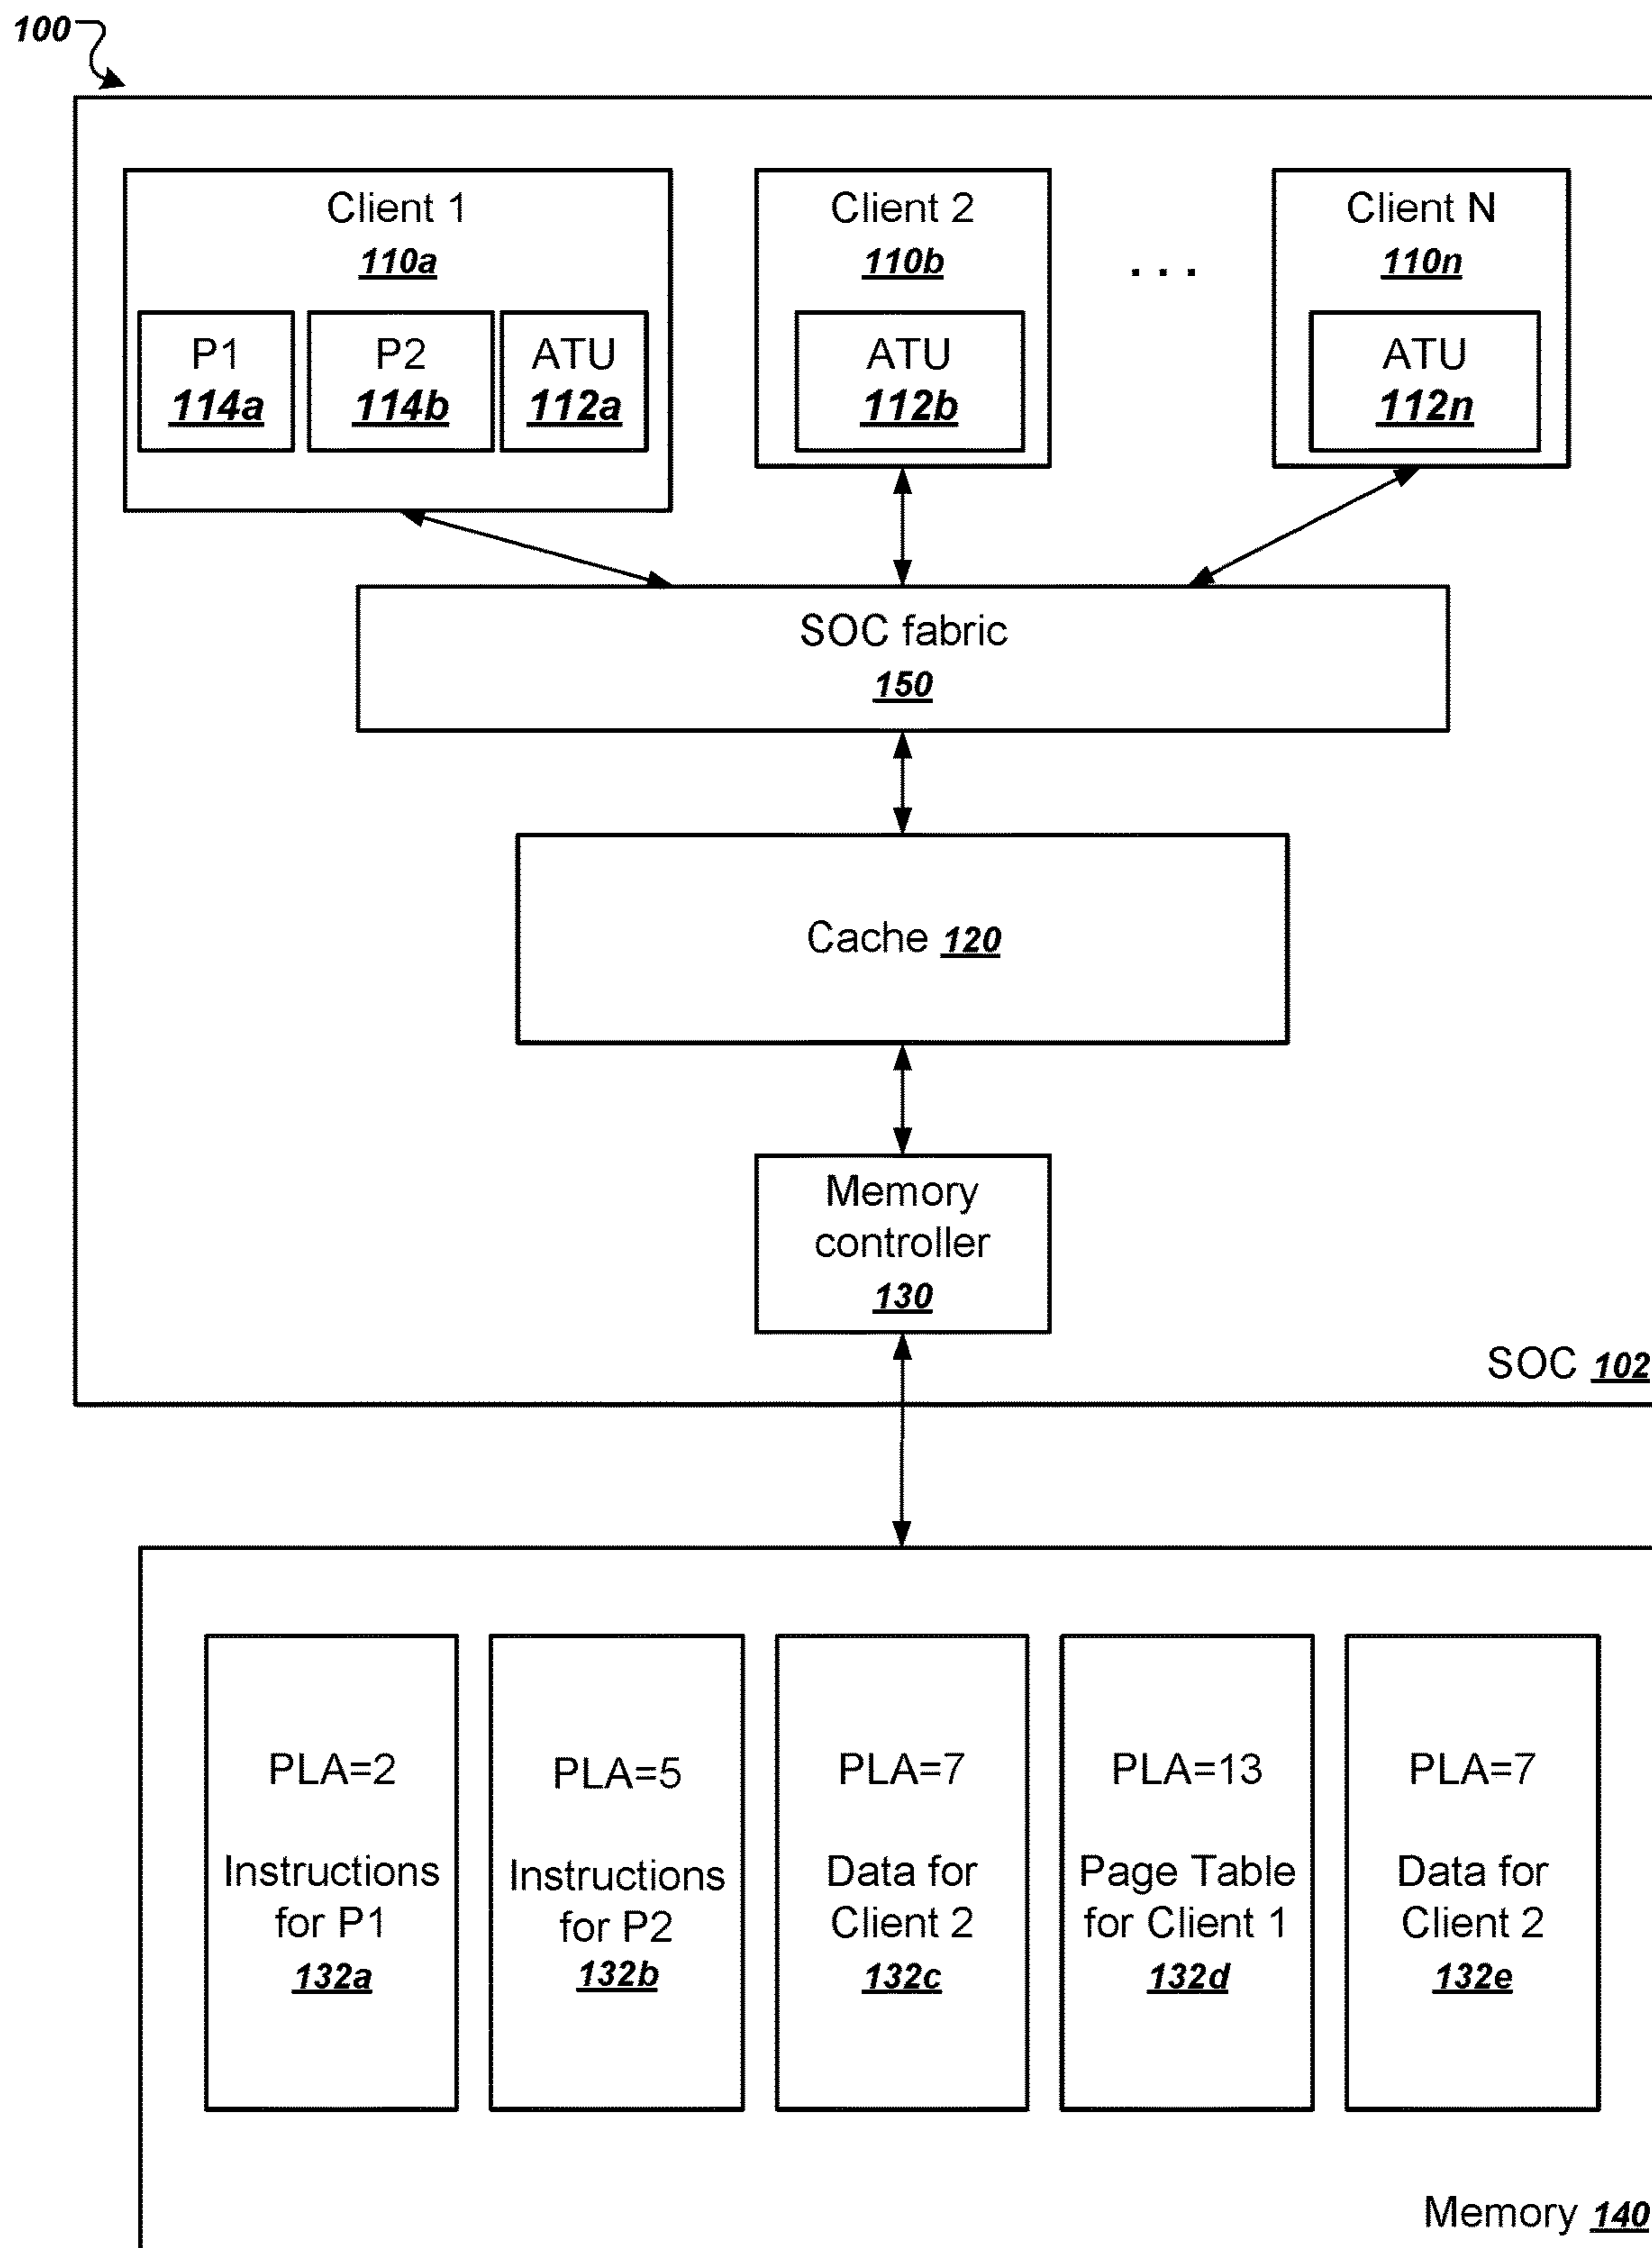 100
Client 1
110a
P1
114a
P2
114b
ATU
112a
Client 2
110b
ATU
112b
. . .
Client N
110n
ATU
112n
SOC fabric
150
Cache 120
Memory
controller
130
SOC 102
PLA=2
Instructions
for P1
132a
PLA=5
Instructions
for P2
132b
PLA=7
Data for
Client 2
132c
PLA=13
Page Table
for Client 1
132d
PLA=7
Data for
Client 2
132e
Memory 140